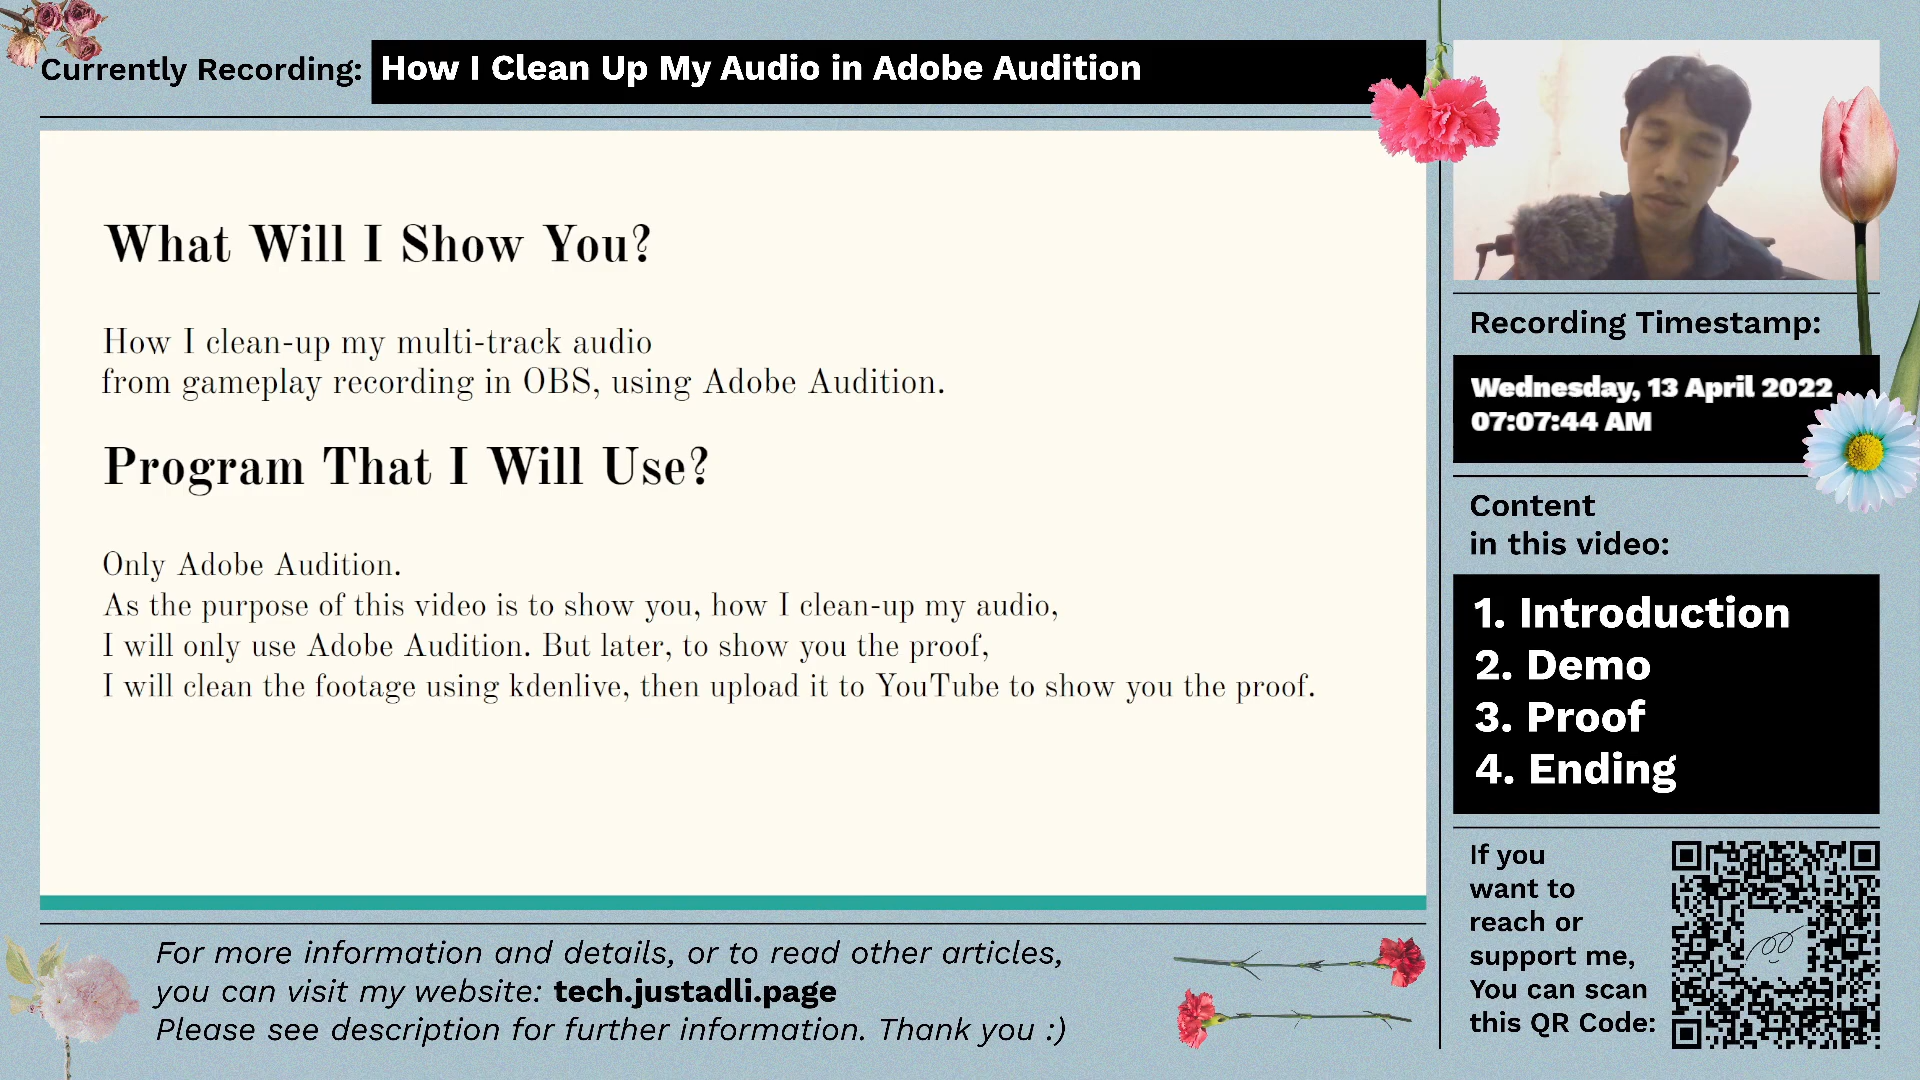 Currently Recording: How I Clean Up My Audio in Adobe Audition
What Will I Show You?
How I clean-up my multi-track audio
from gameplay recording in OBS, using Adobe Audition.
Program That I Will Use?
Only Adobe Audition.
As the purpose of this video is to show you, how I clean-up my audio,
I will only use Adobe Audition. But later, to show you the proof,
I will clean the footage using kdenlive, then upload it to YouTube to show you the proof.
For more information and details, or to read other articles,
you can visit my website: tech.justadli.page
Please see description for further information. Thank you :)
Recording Timestamp:
Wednesday, 13 April 2022
07:07:44 AM
Content
in this video:
1. Introduction
2. Demo
3. Proof
4. Ending
If you
want to
reach or
support me,
You can scan
this QR Code: